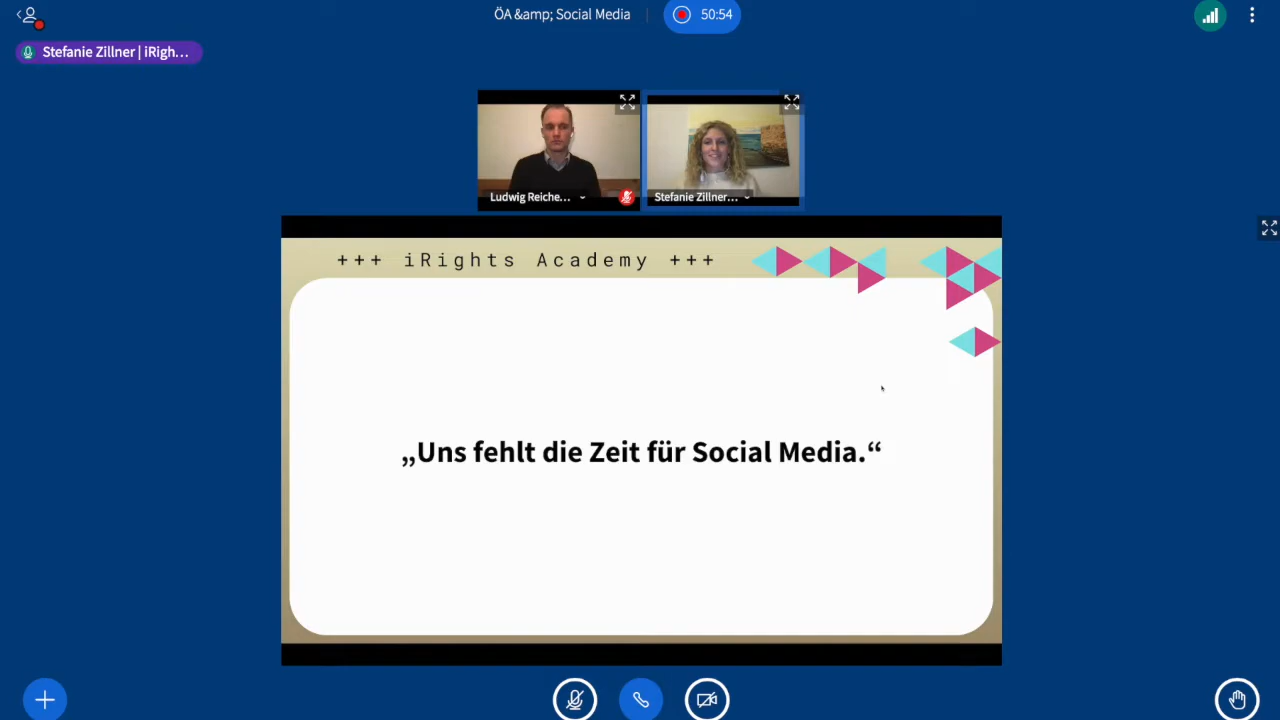 ÖA &amp; Social Media
50:54
Stefanie Zillner | iRigh...
Ludwig Reiche...
Stefanie Zillner...
+++ iRights Academy +++
„Uns fehlt die Zeit für Social Media.“